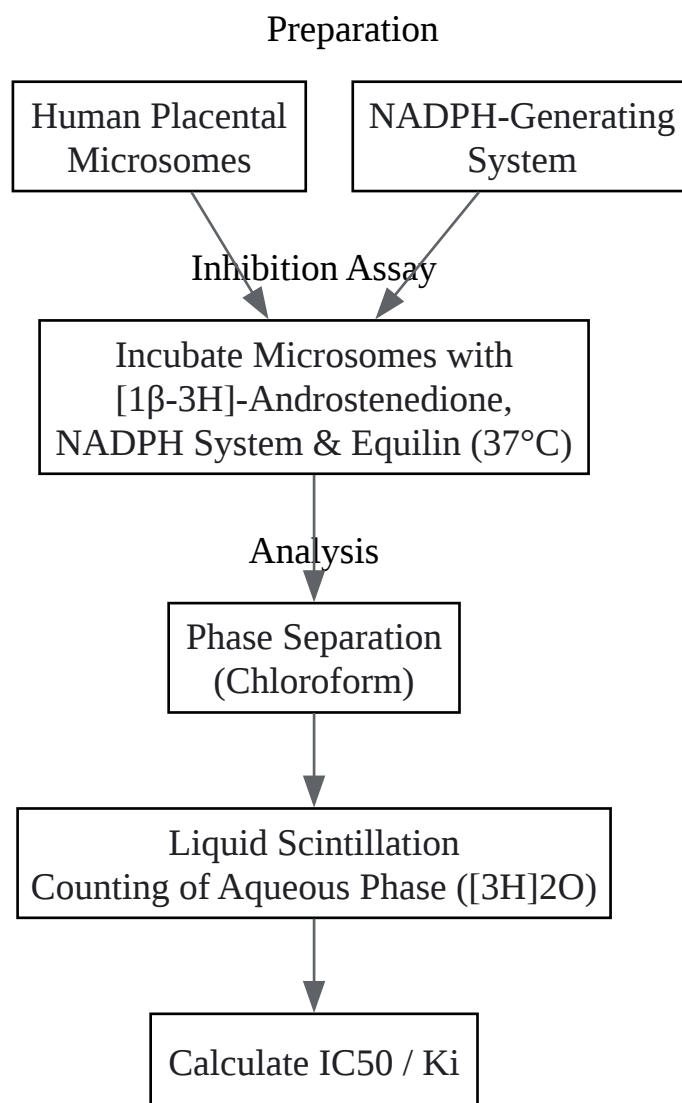 Preparation
Human Placental
Microsomes
NADPH-Generating
System
Inhibition Assay
Incubate Microsomes with
[1β-3H]-Androstenedione,
NADPH System & Equilin (37°C)
Analysis
Phase Separation
(Chloroform)
Liquid Scintillation
Counting of Aqueous Phase ([3H]2O)
Calculate IC50 / Ki